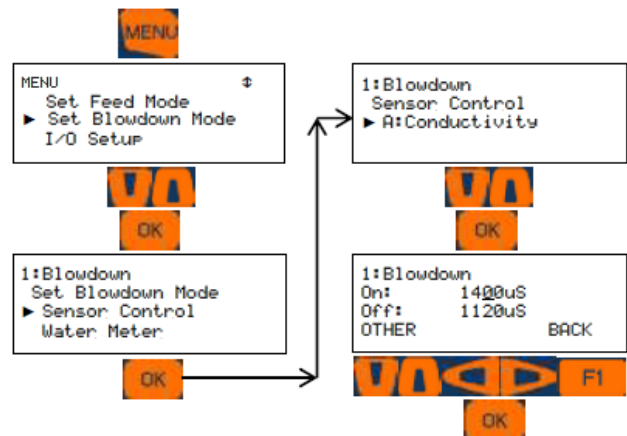 MENU
MENU
Set Feed Mode
► Set Blowdown Mode
I/O Setup
OK
1:Blowdown
Set Blowdown Mode
► Sensor Control
Water Meter
OK
1:Blowdown
Sensor Control
► A:Conductivity
OK
1:Blowdown
On: 1400uS
Off: 1120uS
OTHER BACK
F1
OK